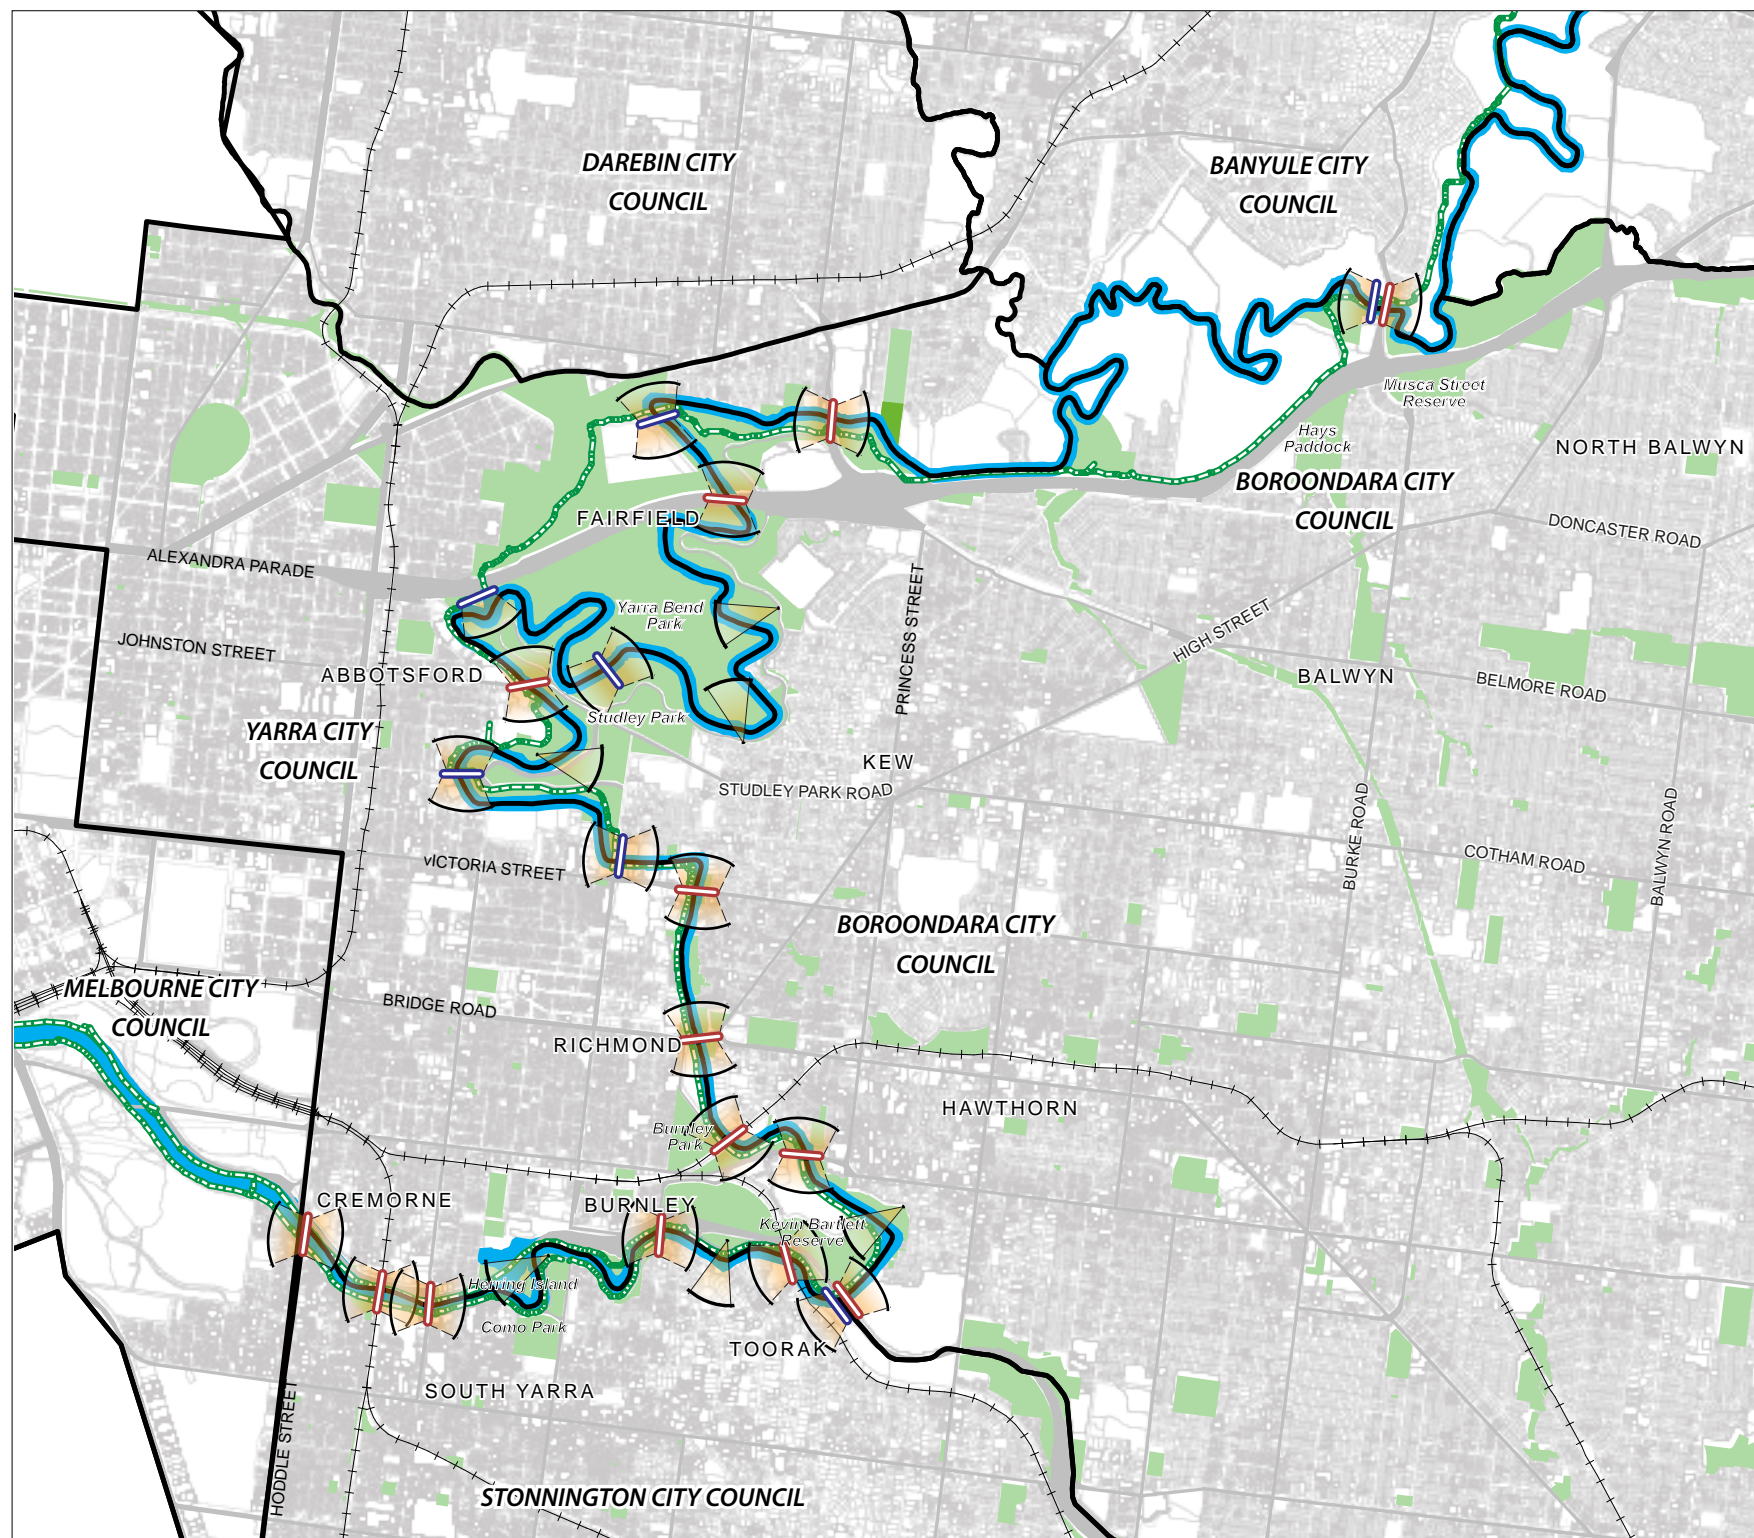 DAREBIN CITY
COUNCIL
BANYULE CITY
COUNCIL
Musca Street
Reserve
Hays
Paddock
NORTH BALWYN
BOROONDARA CITY
COUNCIL
FAIRFIELD
DONCASTER ROAD
ALEXANDRA PARADE
Yarra Bend
Park
PRINCESS STREET
HIGH STREET
JOHNSTON STREET
ABBOTSFORD
BALWYN
BELMORE ROAD
Studley Park
YARRA CITY
COUNCIL
KEW
STUDLEY PARK ROAD
BURKE ROAD
BALWYN ROAD
vICTORIA STREET
COTHAM ROAD
BOROONDARA CITY
COUNCIL
MELBOURNE CITY
COUNCIL
BRIDGE ROAD
RICHMOND
HAWTHORN
Burnley
Park
CREMORNE
BURNLEY
Kevin Bartlett
Reserve
Herring Island
Como Park
TOORAK
SOUTH YARRA
HODDLE STREET
STONNINGTON CITY COUNCIL